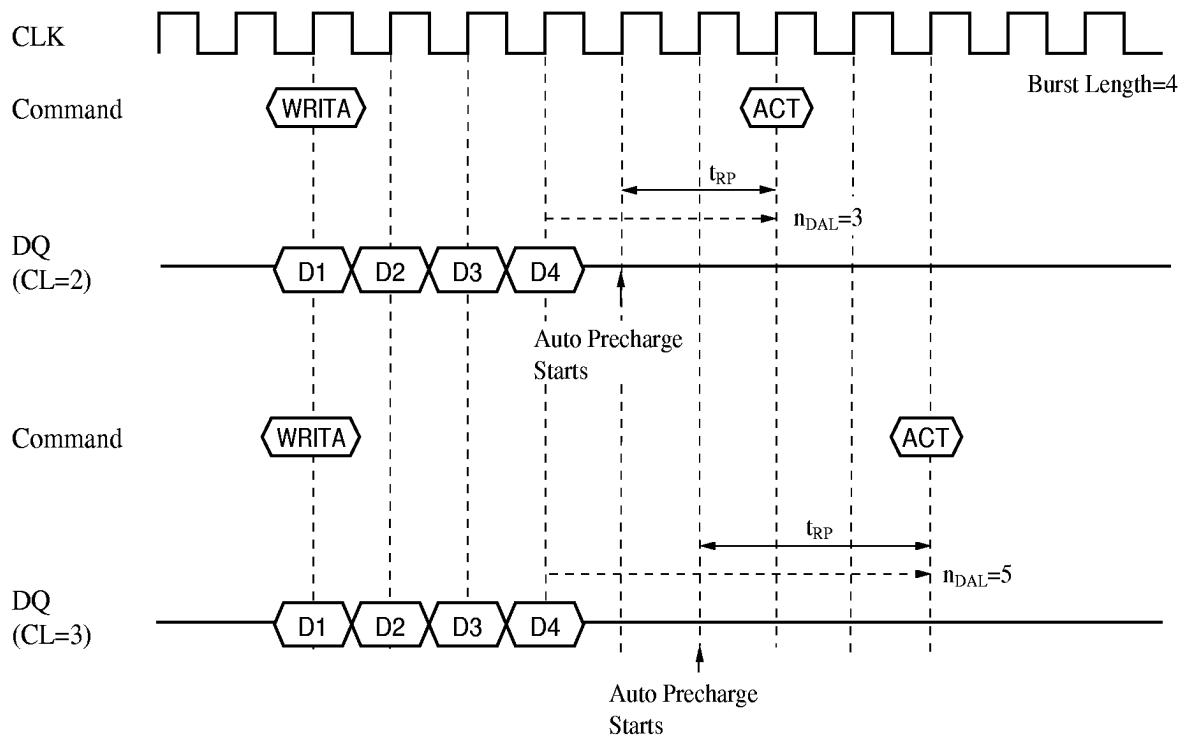 CLK
Burst Length=4
Command
WRITA
ACT
tRP
nDAL=3
DQ
(CL=2)
D1
D2
D3
D4
Auto Precharge
Starts
Command
WRITA
ACT
tRP
nDAL=5
DQ
(CL=3)
D1
D2
D3
D4
Auto Precharge
Starts